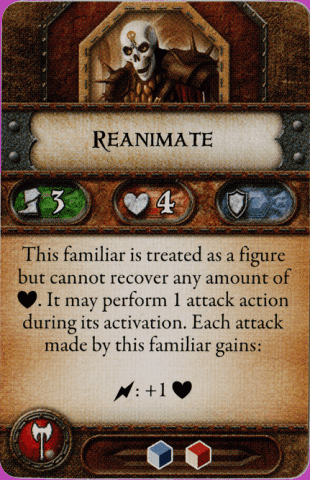 REANIMATE
3 4
This familiar is treated as a figure
but cannot recover any amount of
♥. It may perform 1 attack action
during its activation. Each attack
made by this familiar gains:
: +1 ♥